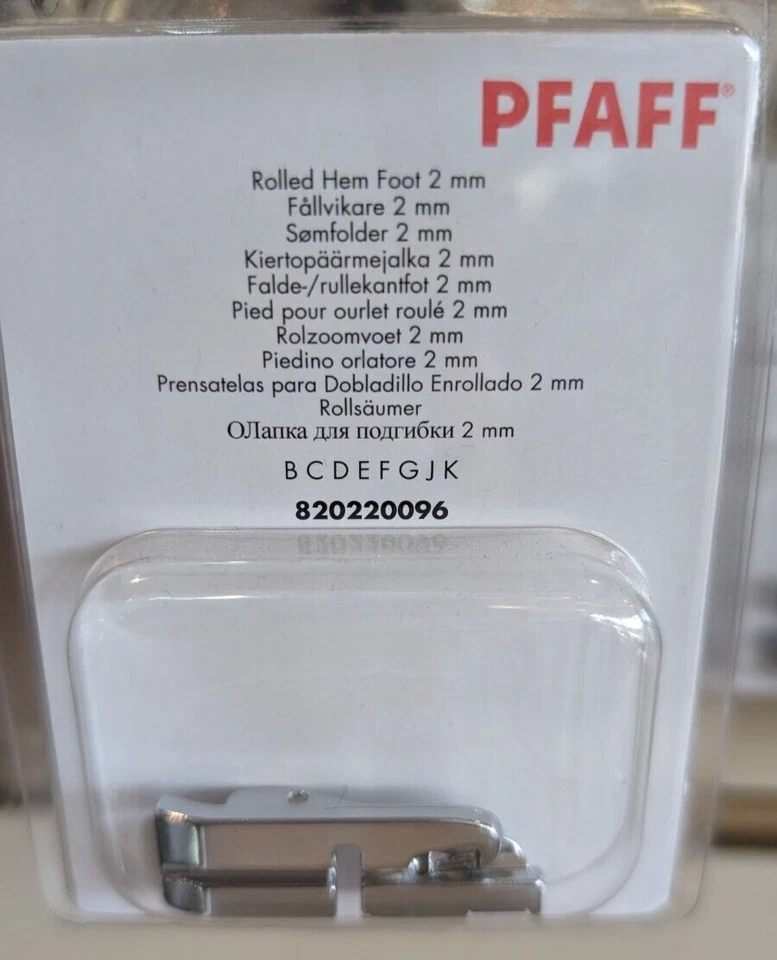 PFAFF®
Rolled Hem Foot 2 mm
Fållvikare 2 mm
Sømfolder 2 mm
Kiertopäärmejalka 2 mm
Falde-/rullekantfot 2 mm
Pied pour ourlet roulé 2 mm
Rolzoomvoet 2 mm
Piedino orlatore 2 mm
Prensatelas para Dobladillo Enrollado 2 mm
Rollsäumer
ОЛапка для подгибки 2 mm
B C D E F G J K
820220096